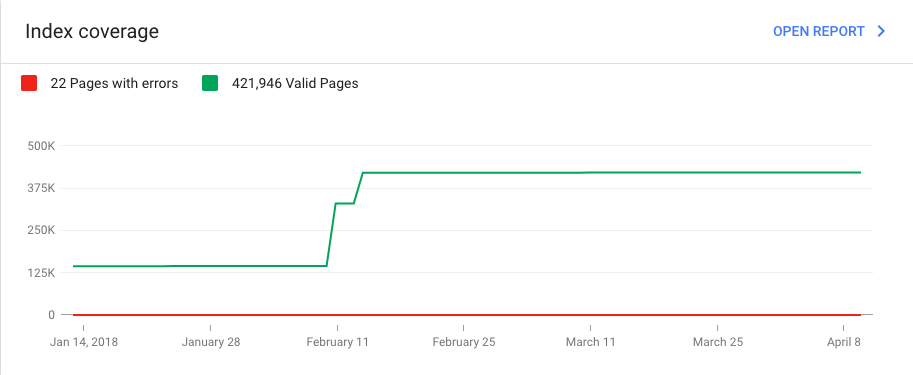 Index coverage
OPEN REPORT
22 Pages with errors
421,946 Valid Pages
500K
375K
250K
125K
0
Jan 14, 2018
January 28
February 11
February 25
March 11
March 25
April 8